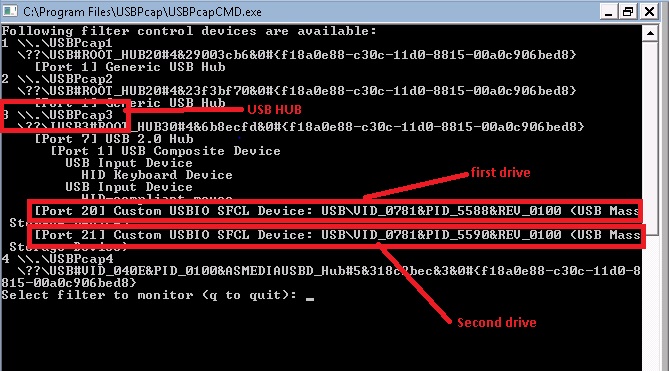 C:\Program Files\USBPcap\USBPcapCMD.exe
Following filter control devices are available:
1 \\.\USBPcap1
\??\USB#ROOT_HUB20#4&29003cb6&0#{f18a0e88-c30c-11d0-8815-00a0c906bed8}
[Port 1] Generic USB Hub
2 \\.\USBPcap2
\??\USB#ROOT_HUB20#4&23f3bf70&0#{f18a0e88-c30c-11d0-8815-00a0c906bed8}
[Port 1] Generic USB Hub
3 \\.\USBPcap3
USB HUB
\??\USB3#ROOT_HUB30#4&6b8ecfd&0#{f18a0e88-c30c-11d0-8815-00a0c906bed8}
[Port 7] USB 2.0 Hub
[Port 1] USB Composite Device
USB Input Device
HID Keyboard Device
first drive
USB Input Device
HID-compliant mouse
[Port 20] Custom USBIO SFCL Device: USB\VID_0781&PID_5588&REV_0100 (USB Mass
Storage Device)
[Port 21] Custom USBIO SFCL Device: USB\VID_0781&PID_5590&REV_0100 (USB Mass
Storage Device)
4 \\.\USBPcap4
\??\USB#VID_040E&PID_0100&ASMEDIAUSBD_Hub#5&318c2bec&3&0#{f18a0e88-c30c-11d0-8
815-00a0c906bed8}
Select filter to monitor (q to quit): _
Second drive